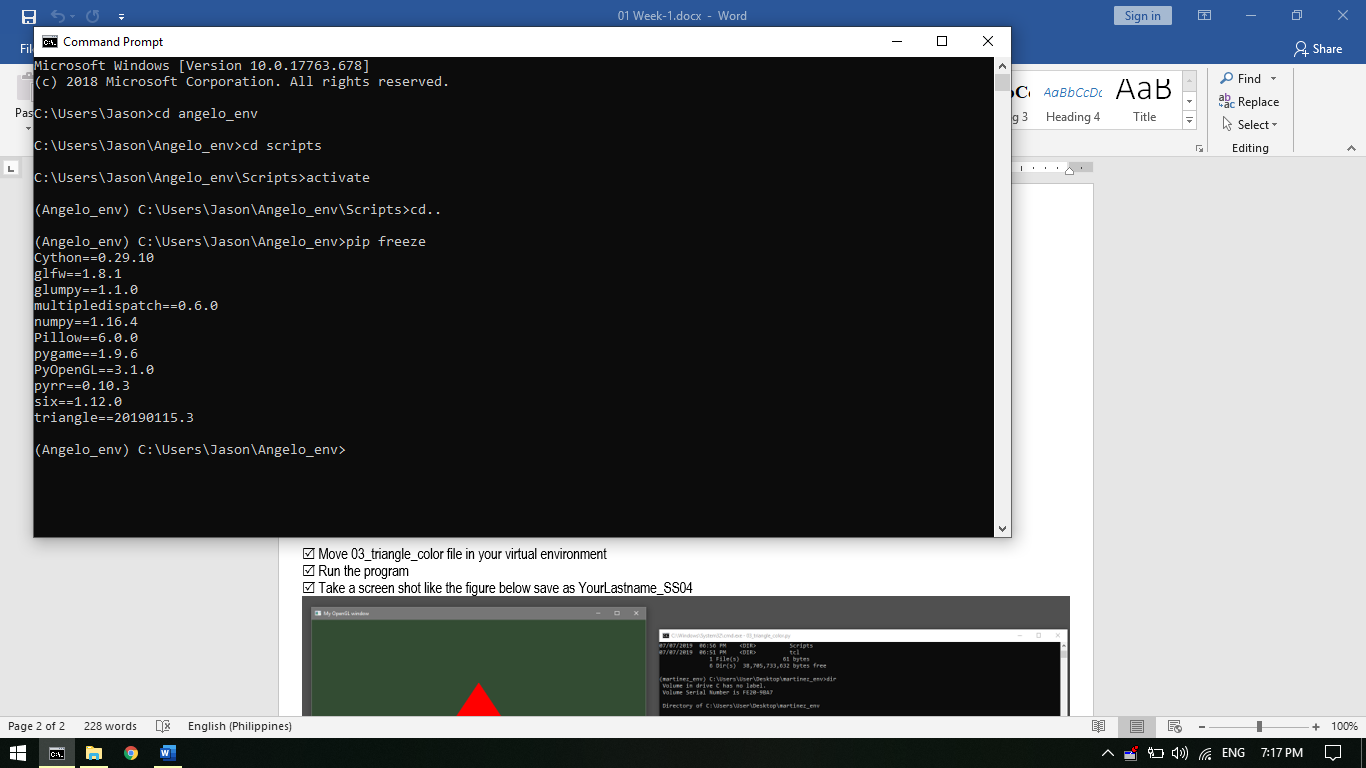 01 Week-1.docx - Word
Sign in
Command Prompt
Share
Microsoft Windows [Version 10.0.17763.678]
(c) 2018 Microsoft Corporation. All rights reserved.
C:\Users\Jason>cd angelo_env
C:\Users\Jason\Angelo_env>cd scripts
C:\Users\Jason\Angelo_env\Scripts>activate
(Angelo_env) C:\Users\Jason\Angelo_env\Scripts>cd..
(Angelo_env) C:\Users\Jason\Angelo_env>pip freeze
Cython==0.29.10
glfw==1.8.1
glumpy==1.1.0
multipledispatch==0.6.0
numpy==1.16.4
Pillow==6.0.0
pygame==1.9.6
PyOpenGL==3.1.0
pyrr==0.10.3
six==1.12.0
triangle==20190115.3
(Angelo_env) C:\Users\Jason\Angelo_env>
AaBbCcDc
AaB
g 3
Heading 4
Title
Find
Replace
Select
Editing
☑ Move 03_triangle_color file in your virtual environment
☑ Run the program
☑ Take a screen shot like the figure below save as YourLastname_SS04
My OpenGL window
C:\Windows\System32\cmd.exe - 03_triangle_color.py
07/07/2019 06:56 PM <DIR> Scripts
07/07/2019 06:51 PM <DIR> tcl
1 File(s) 61 bytes
6 Dir(s) 38,705,733,632 bytes free
(martinez_env) C:\Users\User\Desktop\martinez_env>dir
Volume in drive C has no label.
Volume Serial Number is FE20-9BA7
Directory of C:\Users\User\Desktop\martinez_env
Page 2 of 2
228 words
English (Philippines)
100%
ENG
7:17 PM